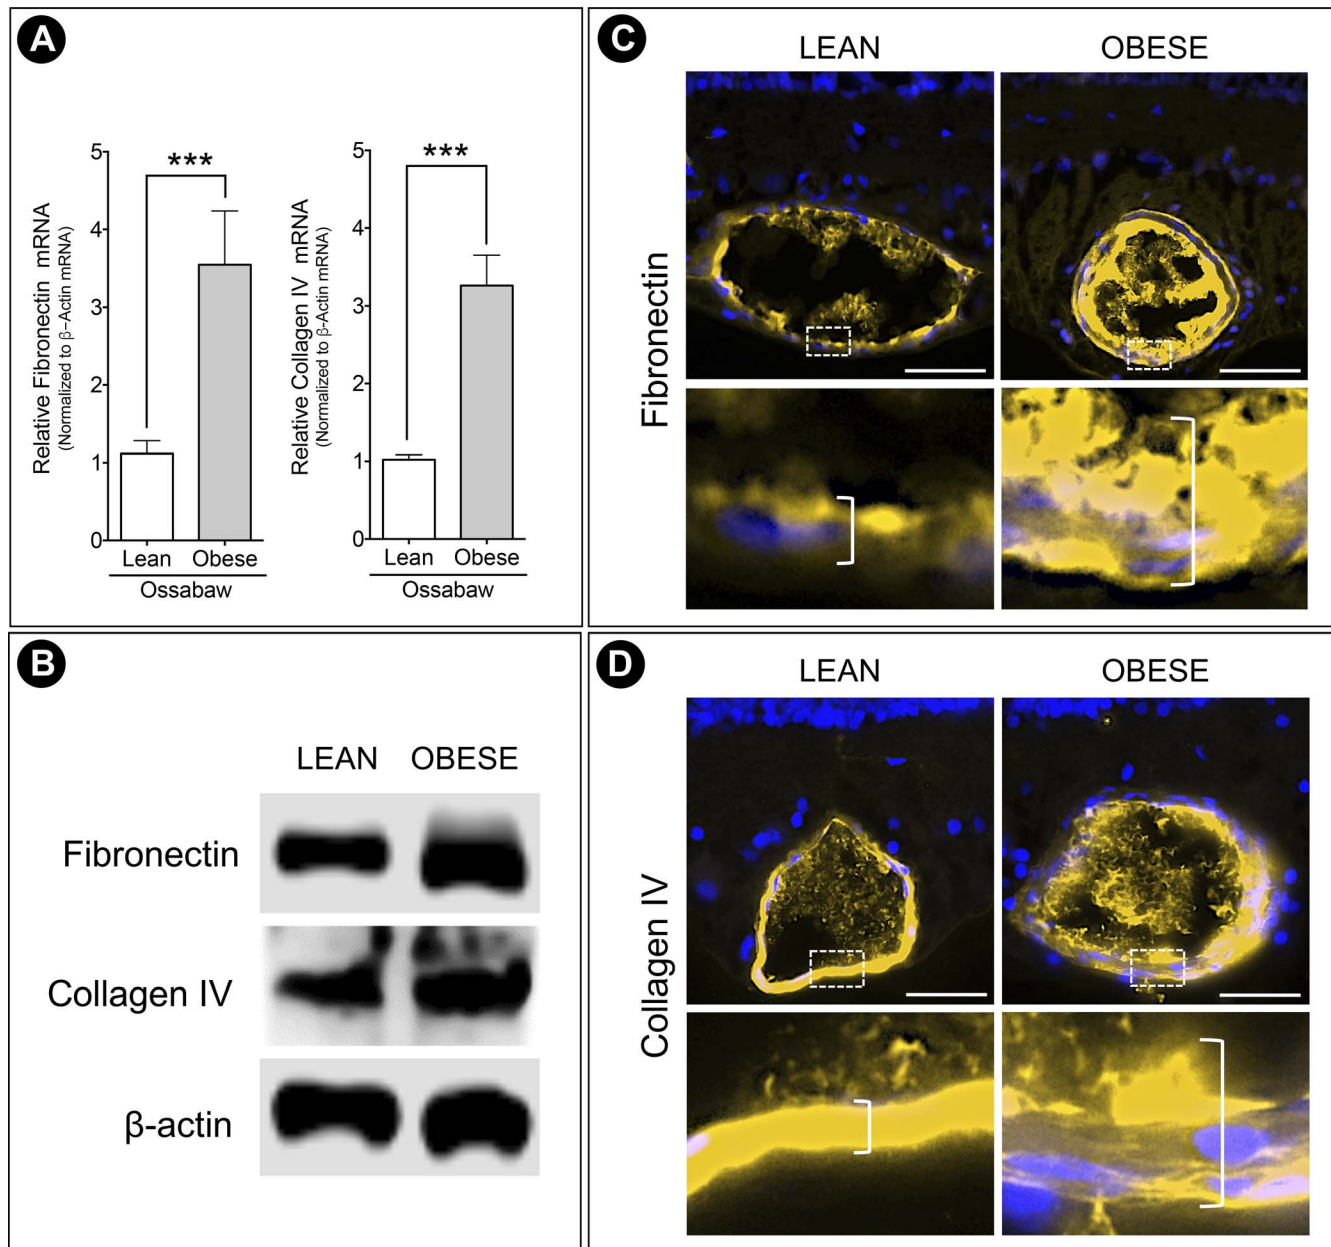 A
Relative Fibronectin mRNA
(Normalized to β−Actin mRNA)
5
4
3
2
1
0
***
Lean
Obese
Ossabaw
Relative Collagen IV mRNA
(Normalized to β-Actin mRNA)
5
4
3
2
1
0
***
Lean
Obese
Ossabaw
B
LEAN
OBESE
Fibronectin
Collagen IV
β-actin
C
LEAN
OBESE
Fibronectin
D
LEAN
OBESE
Collagen IV